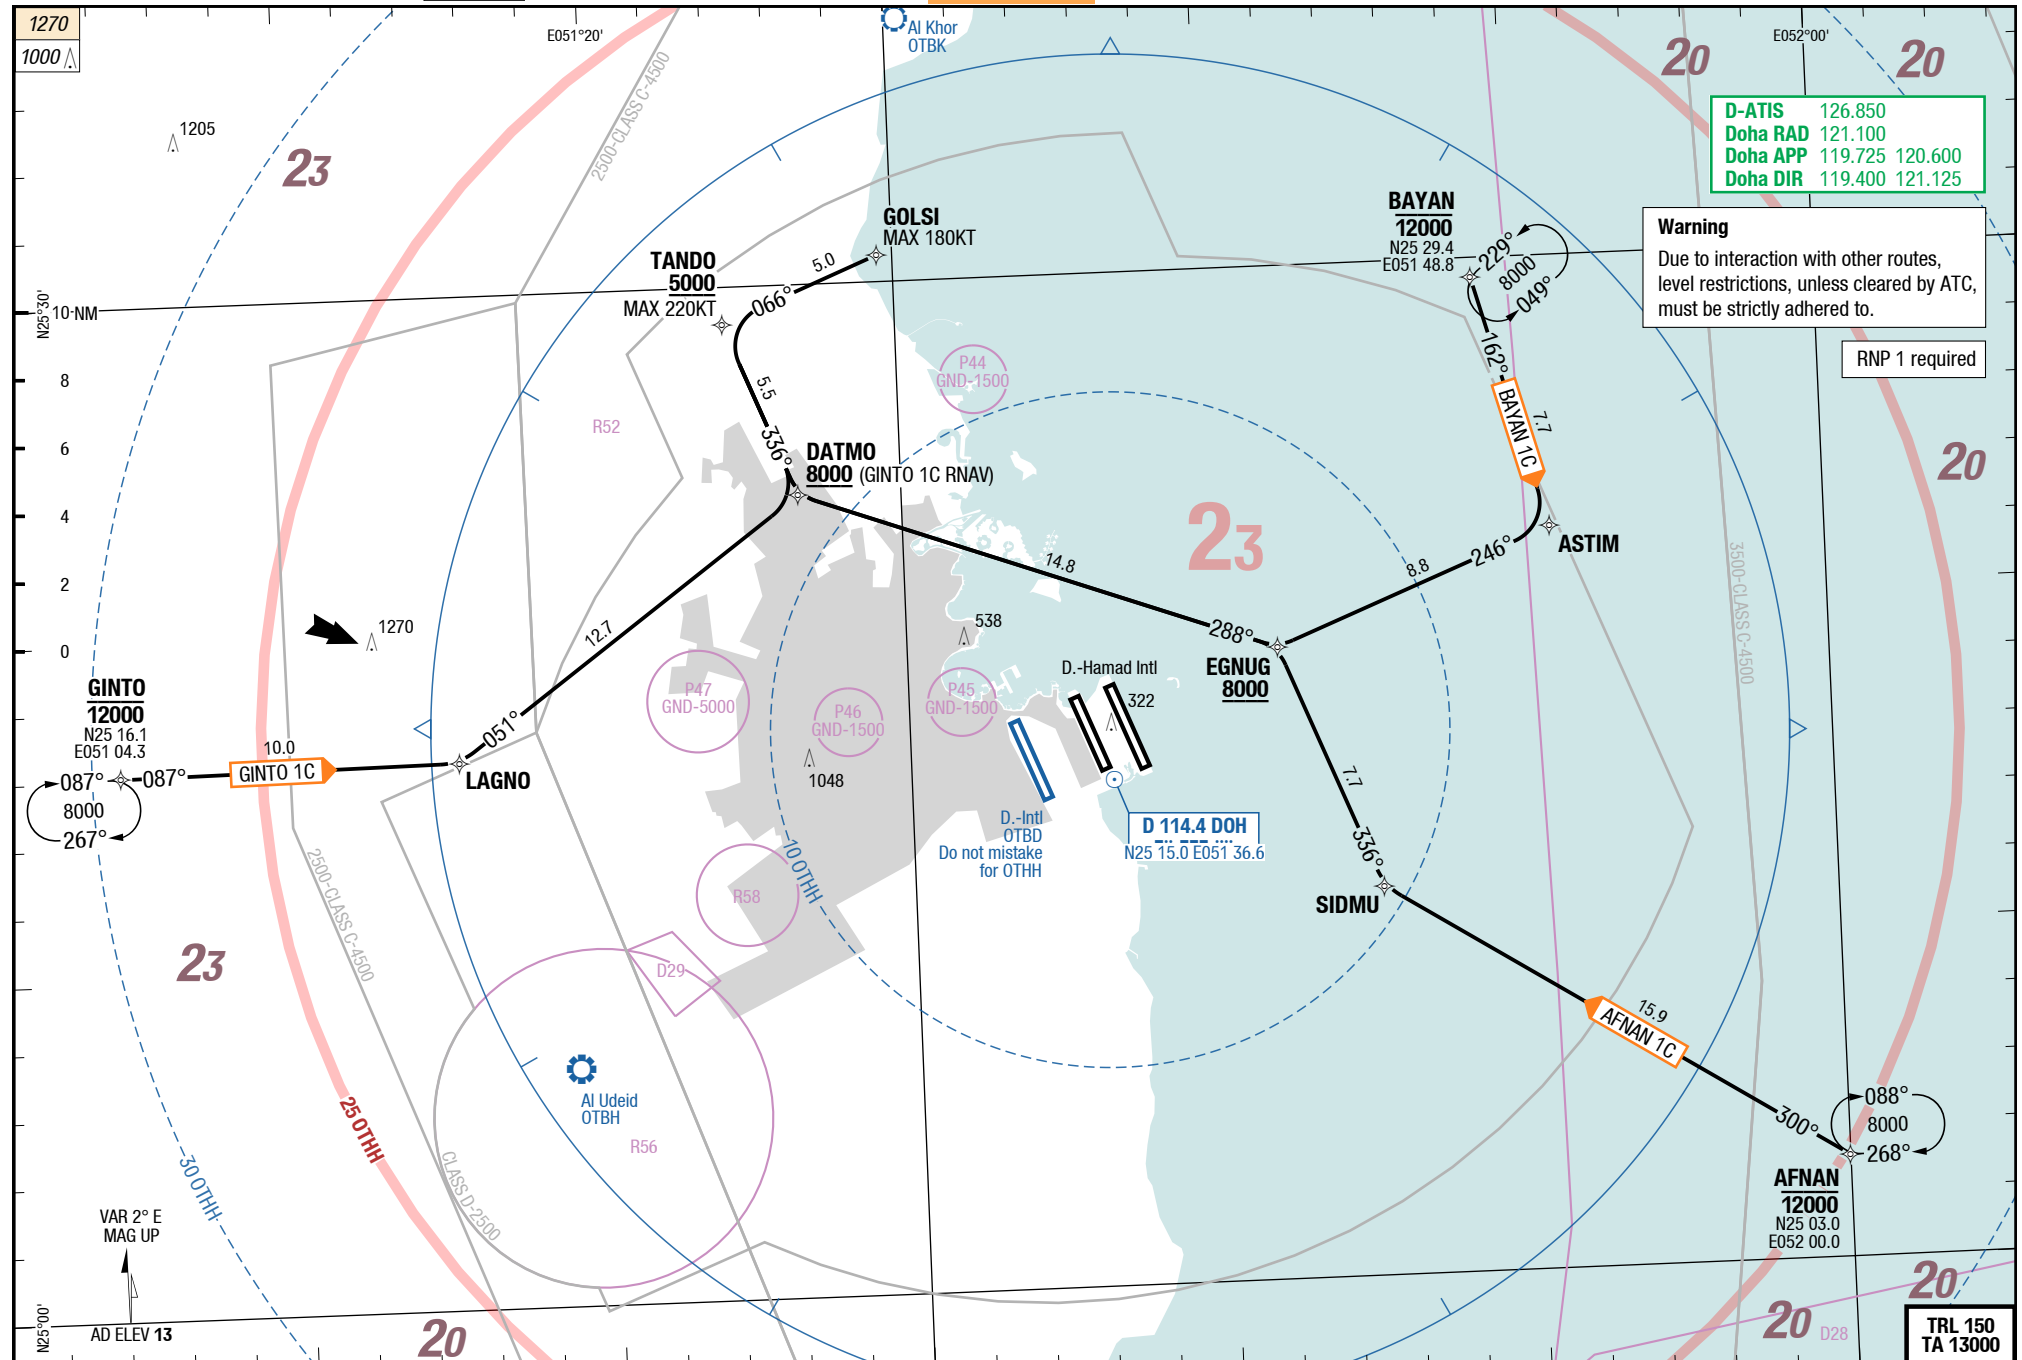 1270
1000
E051°20'
Al Khor
OTBK
E052°00'
20
20
D-ATIS 126.850
Doha RAD 121.100
Doha APP 119.725 120.600
Doha DIR 119.400 121.125
2500-CLASS C-4500
1205
23
Warning
Due to interaction with other routes,
level restrictions, unless cleared by ATC,
must be strictly adhered to.
RNP 1 required
BAYAN
12000
N25 29.4
E051 48.8
229°
8000
049°
GOLSI
MAX 180KT
5.0
066°
TANDO
5000
MAX 220KT
N25°30'
10 NM
8
6
4
2
0
162°
BAYAN 1C
7.7
P44
GND-1500
5.5
336°
R52
DATMO
8000 (GINTO 1C RNAV)
20
23
ASTIM
246°
8.8
14.8
288°
3500-CLASS C-4500
1270
12.7
538
EGNUG
8000
D.-Hamad Intl
322
P47
GND-5000
P46
GND-1500
P45
GND-1500
GINTO
12000
N25 16.1
E051 04.3
10.0
087°
087°
GINTO 1C
8000
267°
051°
LAGNO
1048
7.7
336°
D.-Intl
OTBD
Do not mistake
for OTHH
D 114.4 DOH
N25 15.0 E051 36.6
10 OTHH
2500-CLASS C-4500
R58
SIDMU
23
D29
15.9
AFNAN 1C
Al Udeid
OTBH
R56
25 OTHH
30 OTHH
CLASS D-2500
300°
088°
8000
268°
AFNAN
12000
N25 03.0
E052 00.0
VAR 2° E
MAG UP
AD ELEV 13
N25°00'
20
20
20
D28
TRL 150
TA 13000